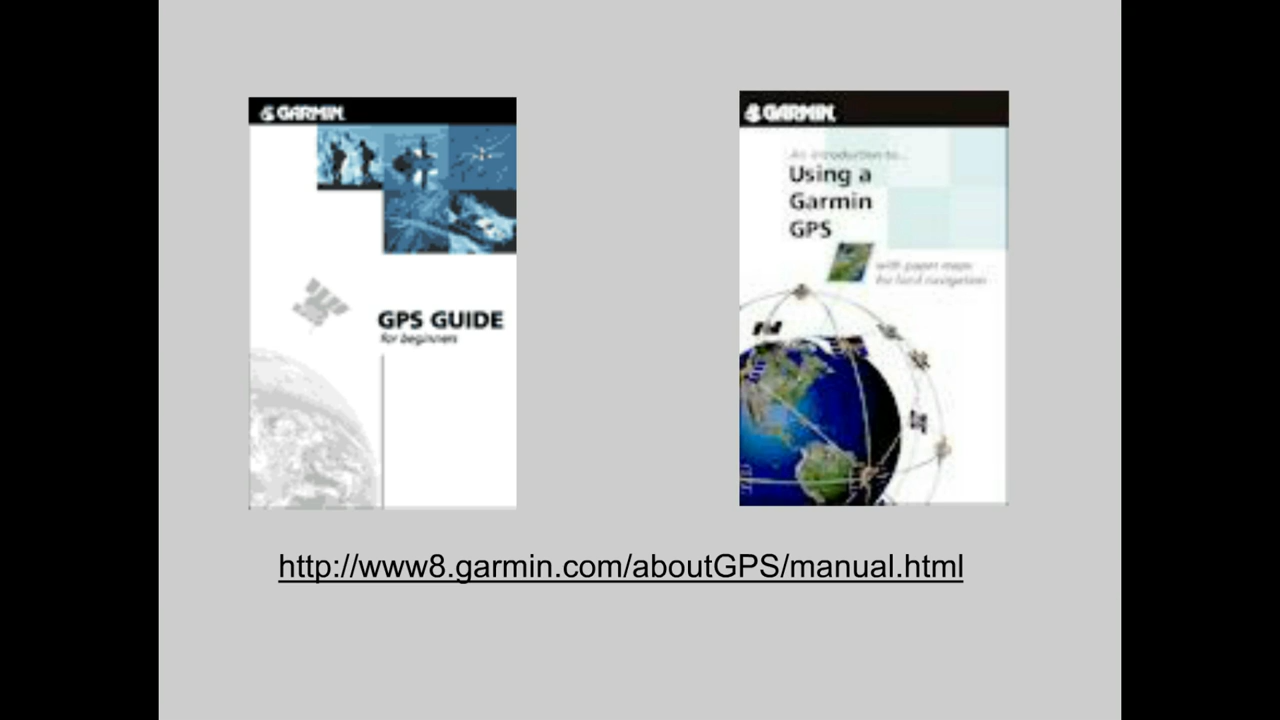 GARMIN
GPS GUIDE
for beginners
GARMIN
An introduction to...
Using a
Garmin
GPS
with paper maps
for land navigation
http://www8.garmin.com/aboutGPS/manual.html